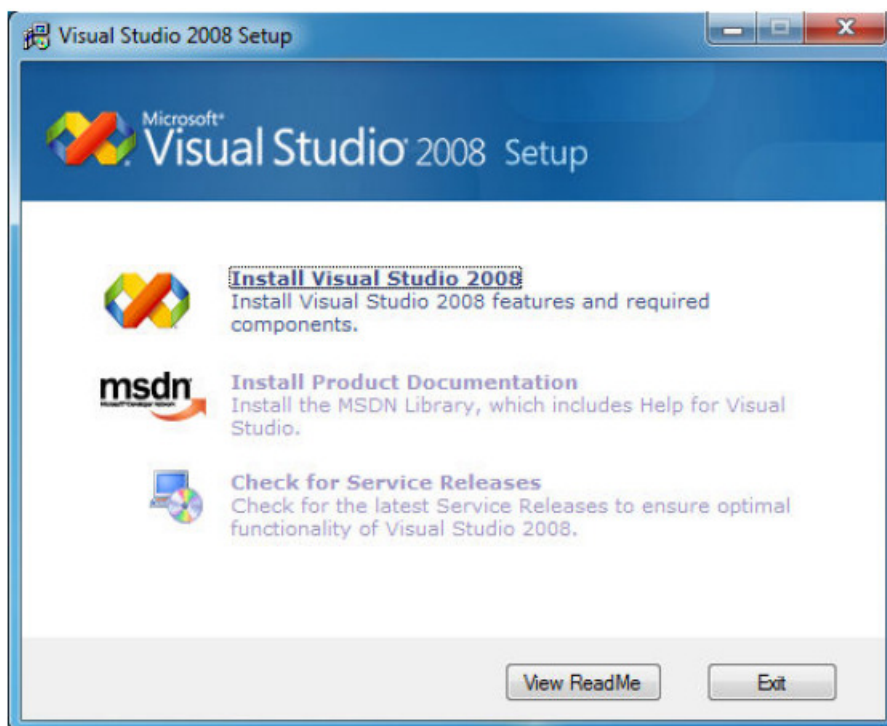 Visual Studio 2008 Setup
Microsoft®
Visual Studio® 2008 Setup
Install Visual Studio 2008
Install Visual Studio 2008 features and required
components.
msdn
Install Product Documentation
Install the MSDN Library, which includes Help for Visual
Studio.
Check for Service Releases
Check for the latest Service Releases to ensure optimal
functionality of Visual Studio 2008.
View ReadMe
Exit